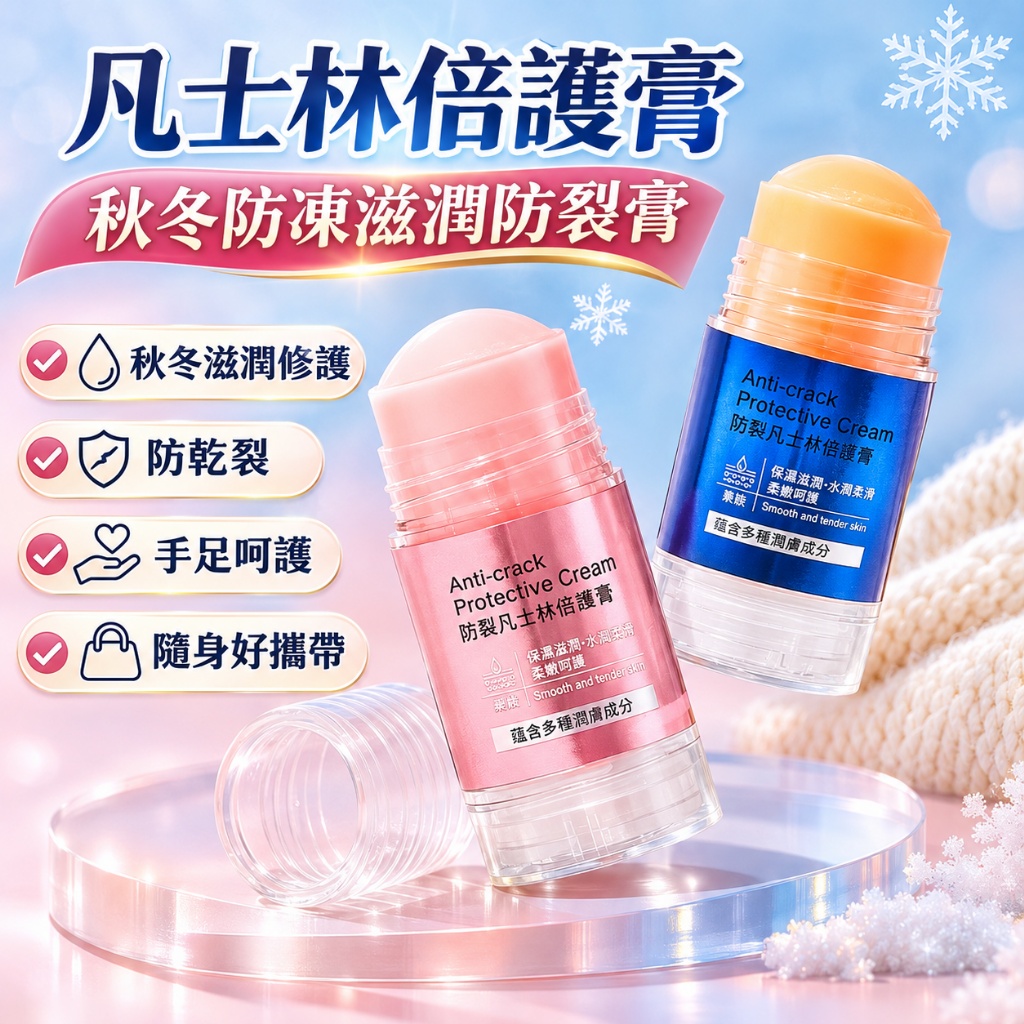 凡士林倍護膏
秋冬防凍滋潤防裂膏
秋冬滋潤修護
防乾裂
手足呵護
隨身好攜帶
Anti-crack
Protective Cream
防裂凡士林倍護膏
保濕滋潤·水潤柔滑
柔嫩呵護
Smooth and tender skin
蘊含多種潤膚成分
Anti-crack
Protective Cream
防裂凡士林倍護膏
保濕滋潤·水潤柔滑
柔嫩呵護
Smooth and tender skin
蘊含多種潤膚成分